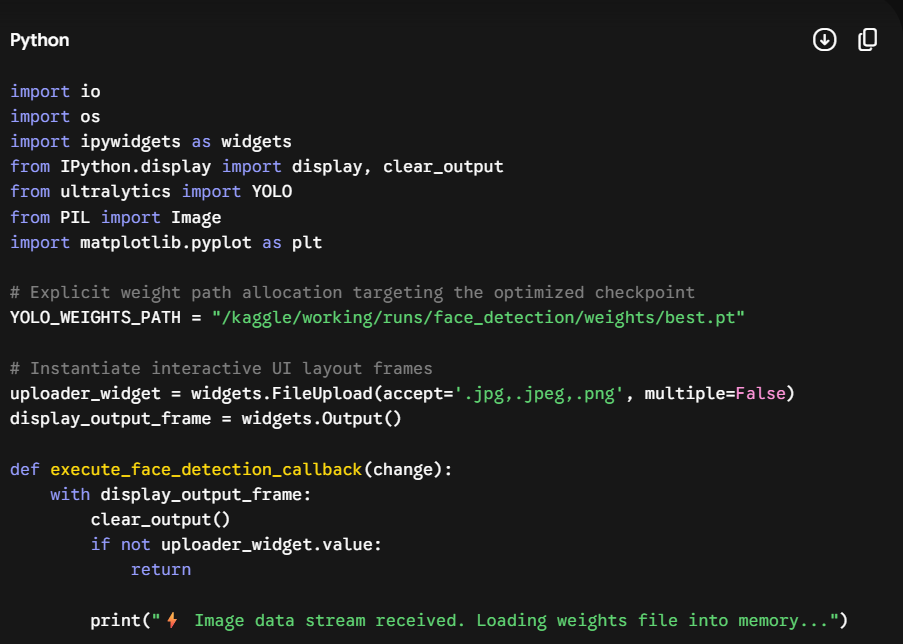 Python
import io
import os
import ipywidgets as widgets
from IPython.display import display, clear_output
from ultralytics import YOLO
from PIL import Image
import matplotlib.pyplot as plt
# Explicit weight path allocation targeting the optimized checkpoint
YOLO_WEIGHTS_PATH = "/kaggle/working/runs/face_detection/weights/best.pt"
# Instantiate interactive UI layout frames
uploader_widget = widgets.FileUpload(accept='.jpg,.jpeg,.png', multiple=False)
display_output_frame = widgets.Output()
def execute_face_detection_callback(change):
    with display_output_frame:
        clear_output()
        if not uploader_widget.value:
            return
        print("⚡ Image data stream received. Loading weights file into memory...")